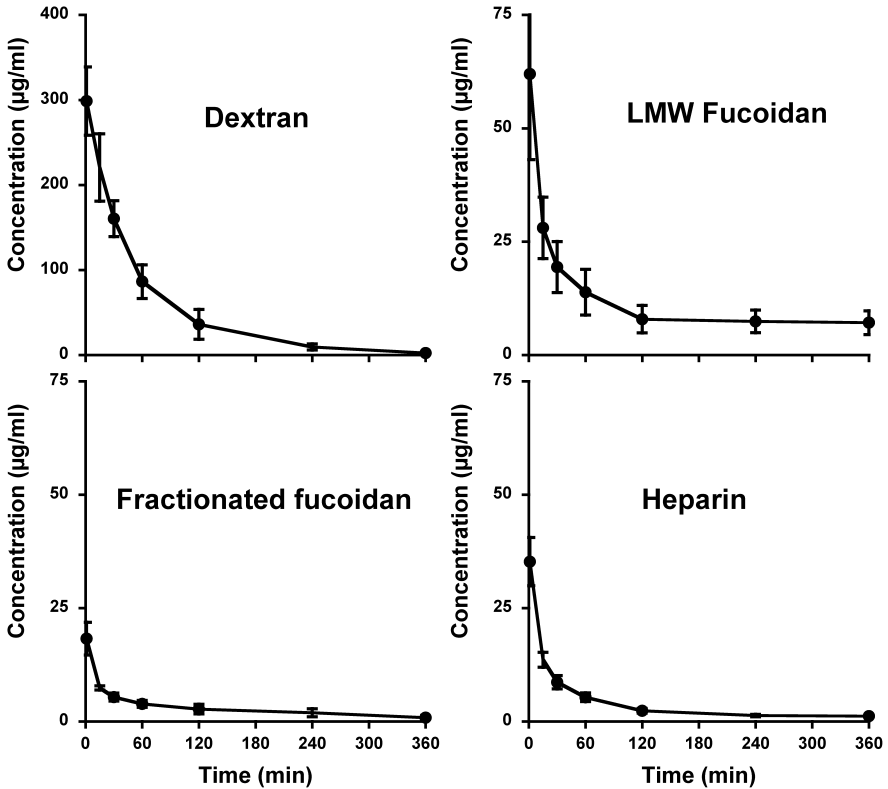 400
300
200
100
0
Concentration (µg/ml)
Dextran
75
50
25
0
Concentration (µg/ml)
LMW Fucoidan
75
50
25
0
Concentration (µg/ml)
Fractionated fucoidan
0 60 120 180 240 300 360
Time (min)
75
50
25
0
Concentration (µg/ml)
Heparin
0 60 120 180 240 300 360
Time (min)